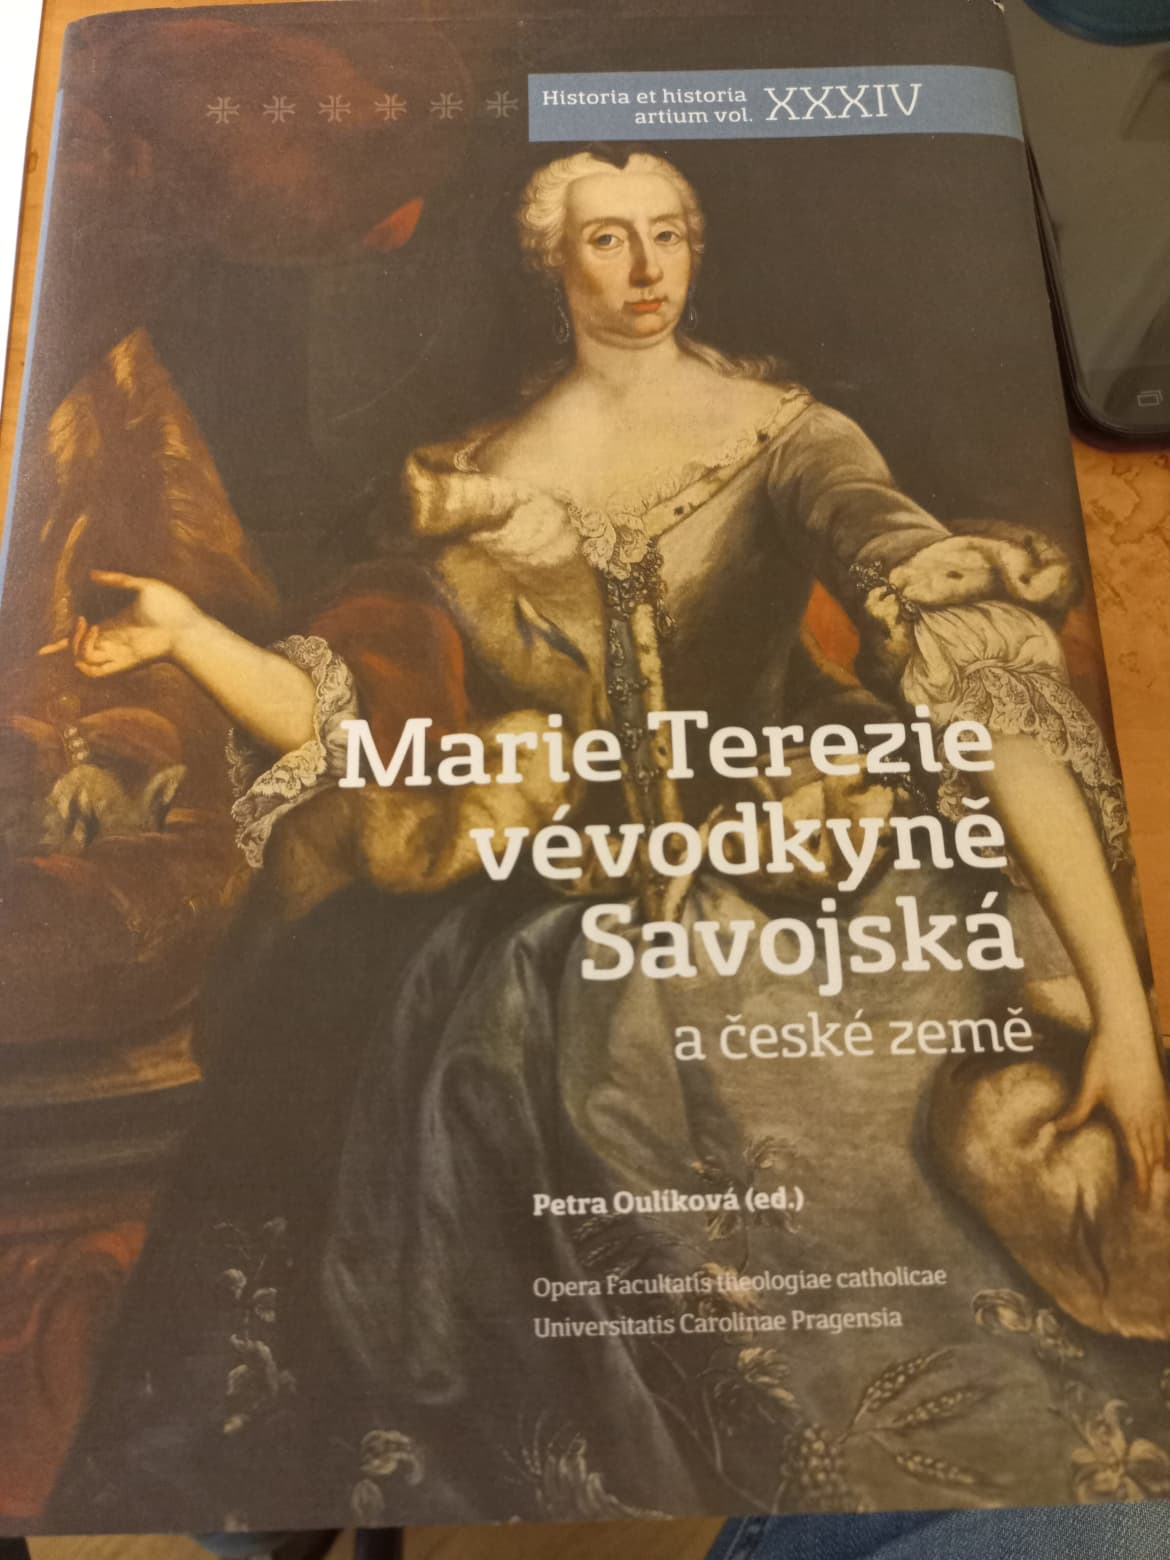 Historia et historia
artium vol. XXXIV
Marie Terezie
vévodkyně
Savojská
a české země
Petra Oulíková (ed.)
Opera Facultatis theologiae catholicae
Universitatis Carolinae Pragensia